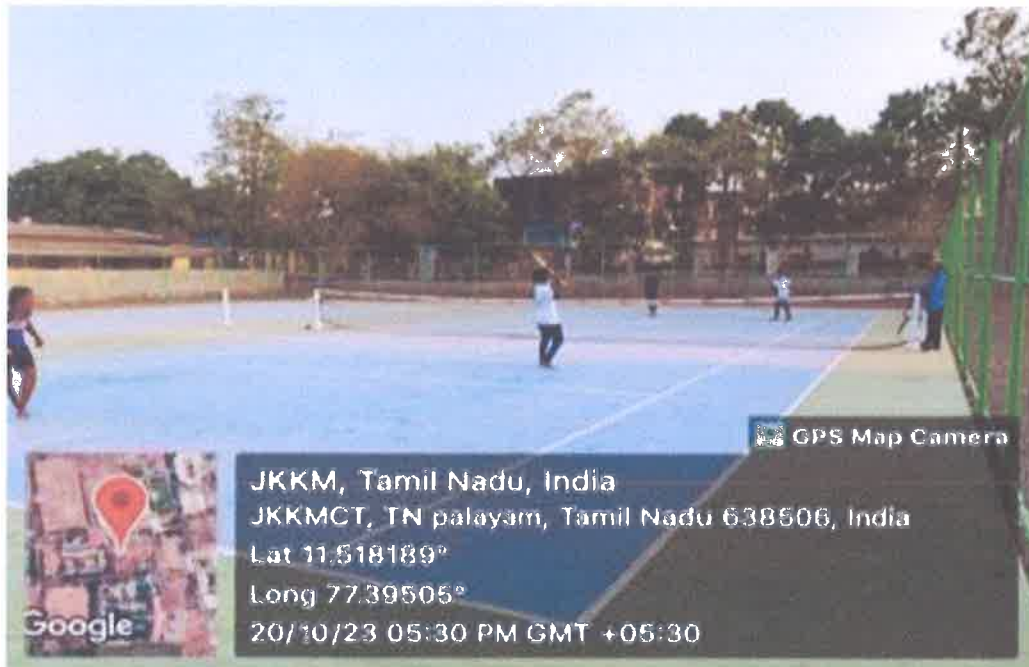 GPS Map Camera
JKKM, Tamil Nadu, India
JKKMCT, TN palayam, Tamil Nadu 638506, India
Lat 11.518189°
Long 77.39505°
20/10/23 05:30 PM GMT +05:30
Google